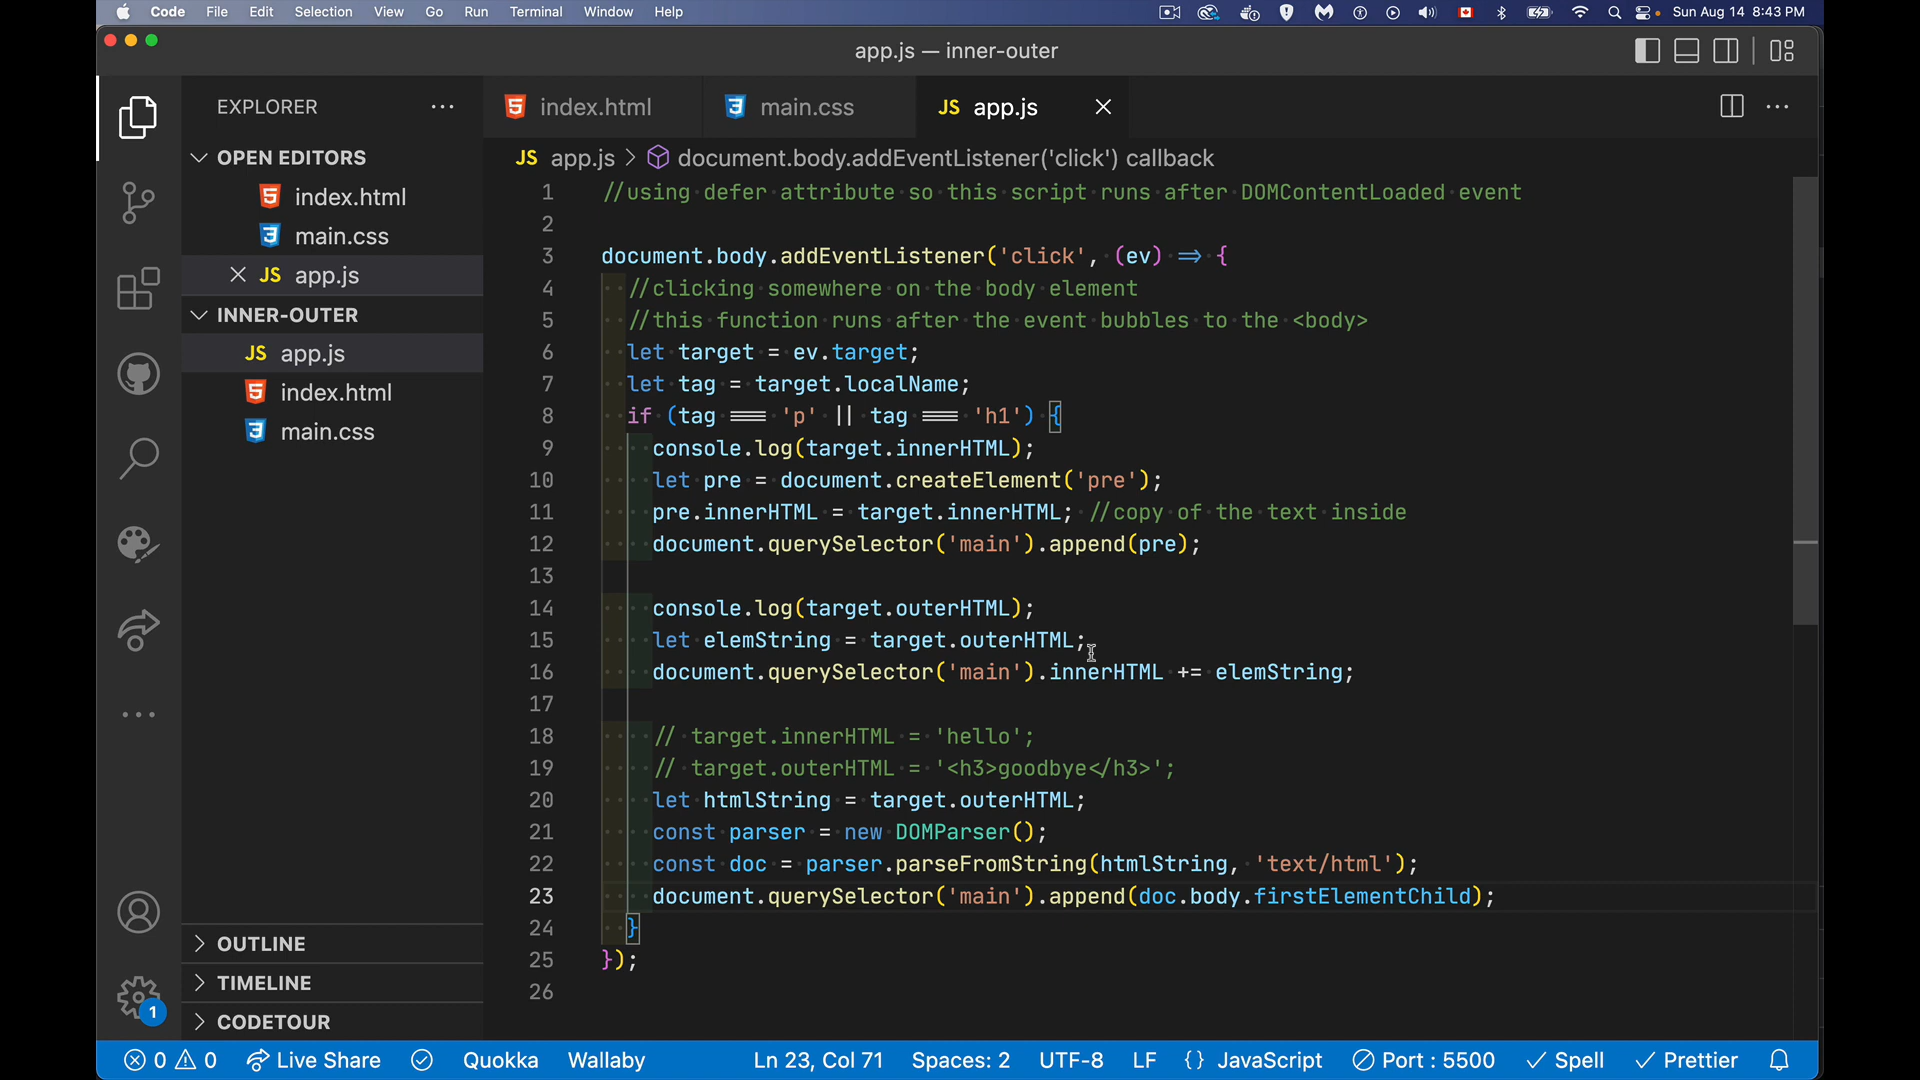 Code File Edit Selection View Go Run Terminal Window Help Sun Aug 14 8:43 PM
app.js — inner-outer
EXPLORER
index.html
main.css
JS app.js
OPEN EDITORS
index.html
main.css
JS app.js
INNER-OUTER
JS app.js
index.html
main.css
OUTLINE
TIMELINE
CODETOUR
JS app.js > document.body.addEventListener('click') callback
1 //using defer attribute so this script runs after DOMContentLoaded event
2
3 document.body.addEventListener('click', (ev) => {
4 //clicking somewhere on the body element
5 //this function runs after the event bubbles to the <body>
6 let target = ev.target;
7 let tag = target.localName;
8 if (tag === 'p' || tag === 'h1') {
9 console.log(target.innerHTML);
10 let pre = document.createElement('pre');
11 pre.innerHTML = target.innerHTML; //copy of the text inside
12 document.querySelector('main').append(pre);
13
14 console.log(target.outerHTML);
15 let elemString = target.outerHTML;
16 document.querySelector('main').innerHTML += elemString;
17
18 // target.innerHTML = 'hello';
19 // target.outerHTML = '<h3>goodbye</h3>';
20 let htmlString = target.outerHTML;
21 const parser = new DOMParser();
22 const doc = parser.parseFromString(htmlString, 'text/html');
23 document.querySelector('main').append(doc.body.firstElementChild);
24 }
25 });
26
1
0 0 Live Share Quokka Wallaby Ln 23, Col 71 Spaces: 2 UTF-8 LF {} JavaScript Port : 5500 Spell Prettier